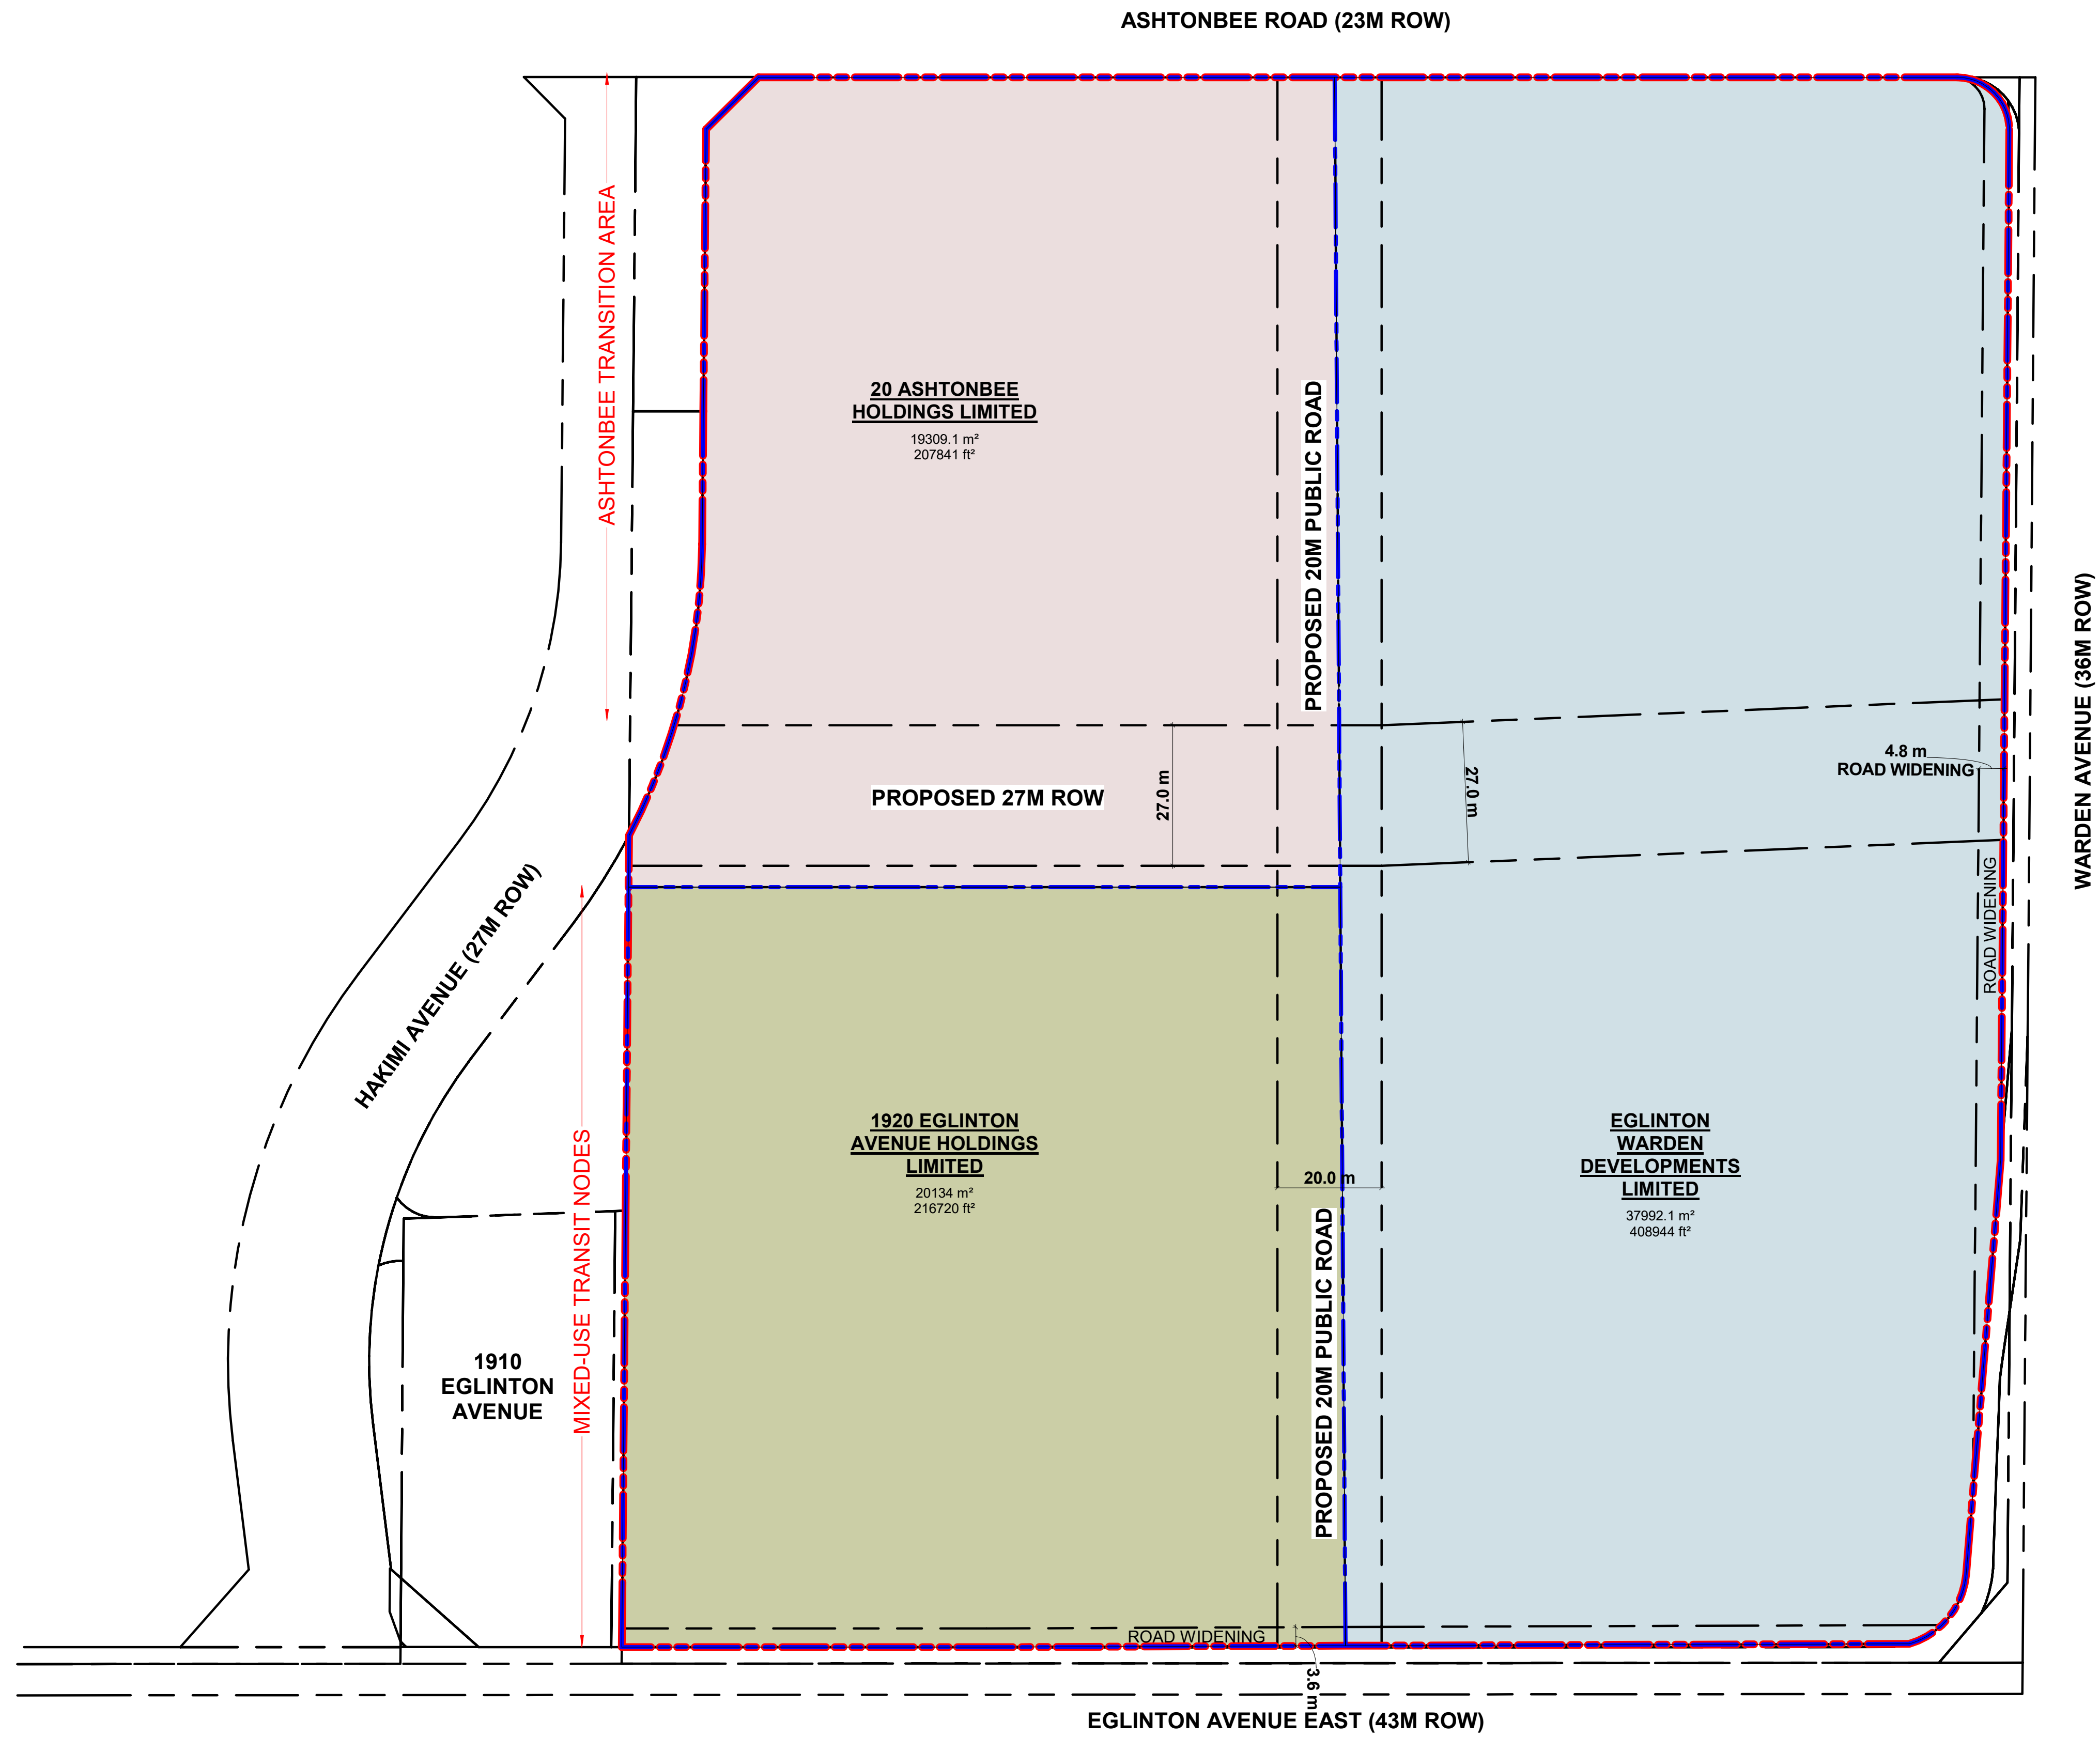 ASHTONBEE ROAD (23M ROW)
ASHTONBEE TRANSITION AREA
20 ASHTONBEE
HOLDINGS LIMITED
19309.1 m²
207841 ft²
PROPOSED 20M PUBLIC ROAD
WARDEN AVENUE (36M ROW)
4.8 m
ROAD WIDENING
PROPOSED 27M ROW
27.0 m
27.0 m
ROAD WIDENING
HAKIMI AVENUE (27M ROW)
MIXED-USE TRANSIT NODES
1920 EGLINTON
AVENUE HOLDINGS
LIMITED
20134 m²
216720 ft²
20.0 m
EGLINTON
WARDEN
DEVELOPMENTS
LIMITED
37992.1 m²
408944 ft²
PROPOSED 20M PUBLIC ROAD
1910
EGLINTON
AVENUE
ROAD WIDENING
3.6 m
EGLINTON AVENUE EAST (43M ROW)